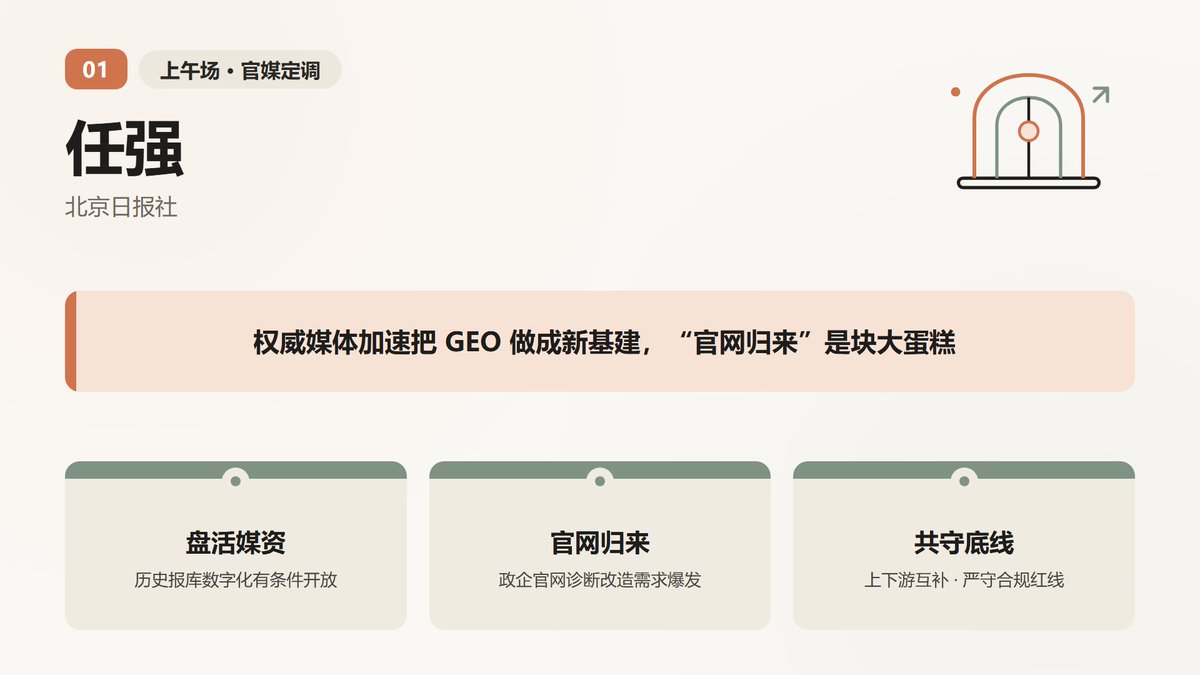 01
上午场·官媒定调
任强
北京日报社
权威媒体加速把 GEO 做成新基建，“官网归来”是块大蛋糕
盘活媒资
历史报库数字化有条件开放
官网归来
政企官网诊断改造需求爆发
共守底线
上下游互补·严守合规红线